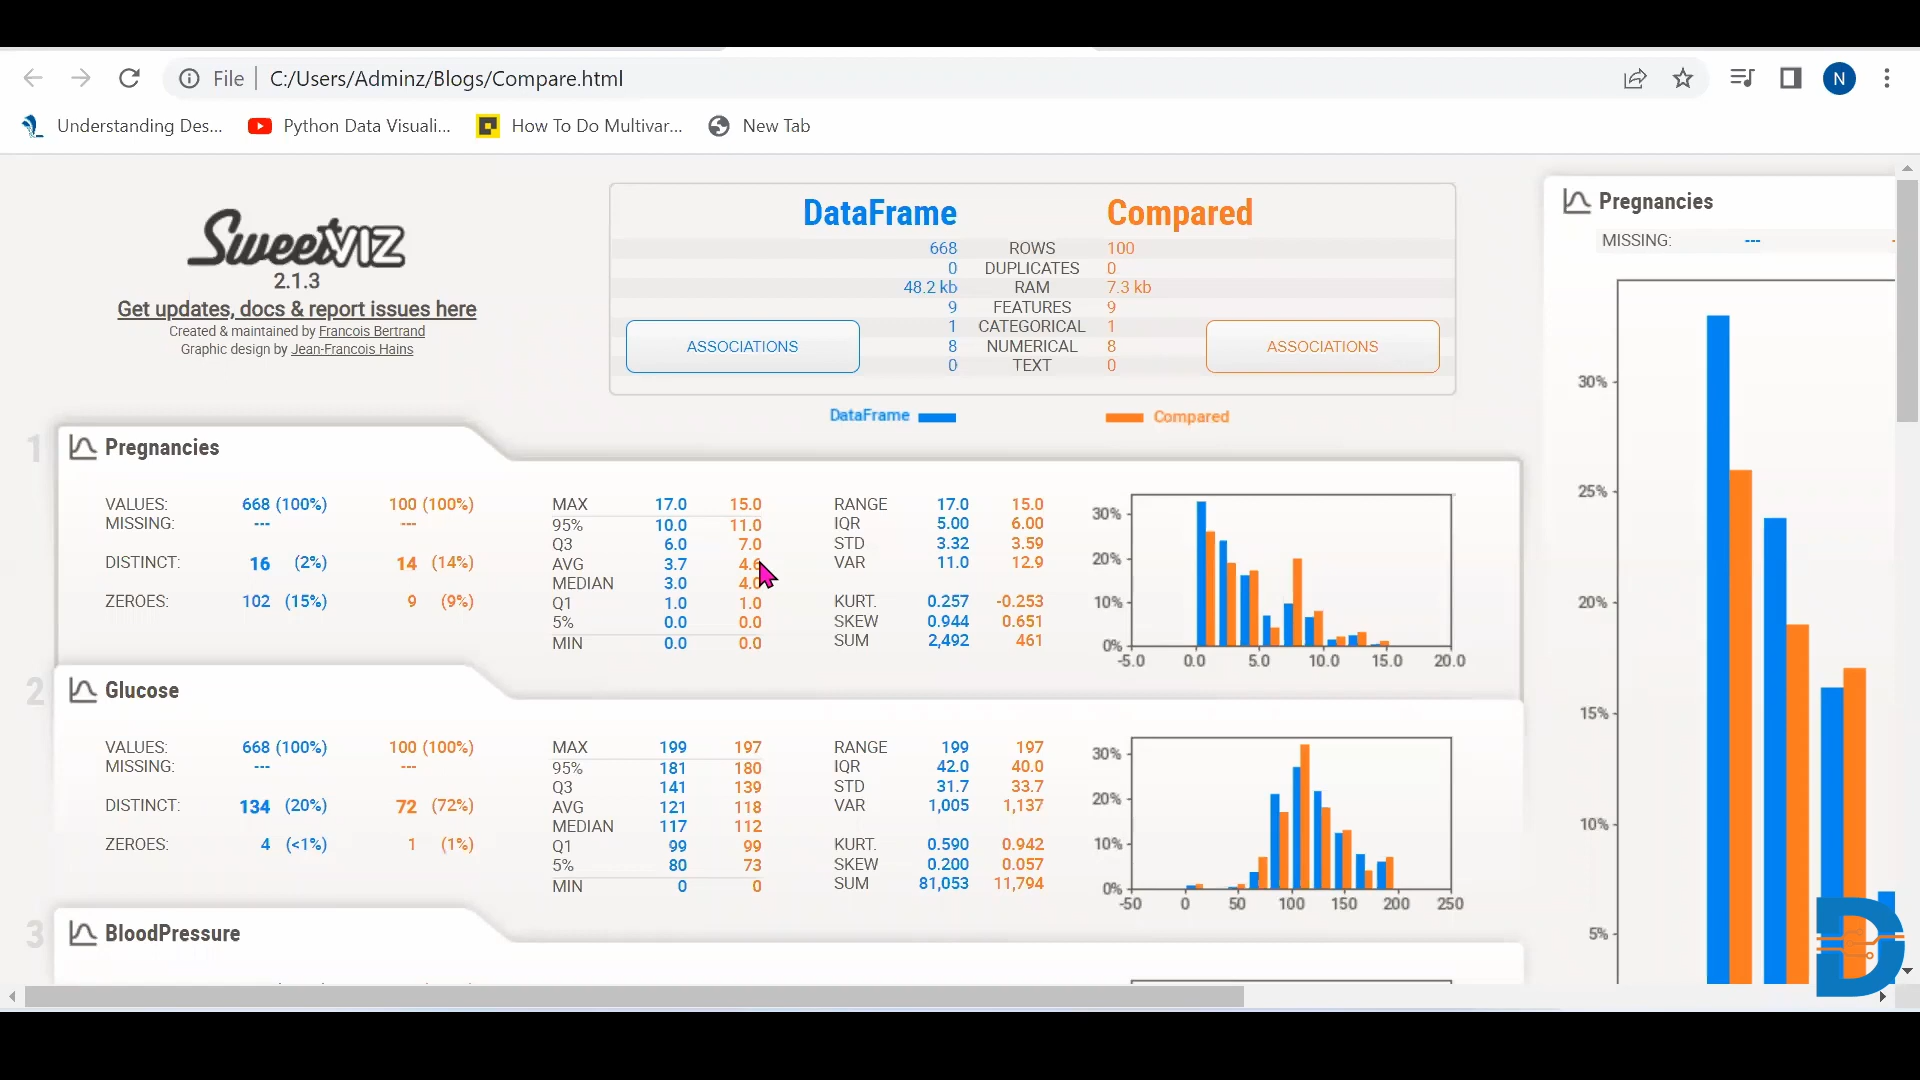 File | C:/Users/Adminz/Blogs/Compare.html
N
Understanding Des... Python Data Visuali... How To Do Multivar... New Tab
SweetVIZ
2.1.3
Get updates, docs & report issues here
Created & maintained by Francois Bertrand
Graphic design by Jean-Francois Hains
DataFrame Compared
668 ROWS 100
0 DUPLICATES 0
48.2 kb RAM 7.3 kb
9 FEATURES 9
1 CATEGORICAL 1
8 NUMERICAL 8
0 TEXT 0
ASSOCIATIONS ASSOCIATIONS
DataFrame Compared
1 Pregnancies
VALUES: 668 (100%) 100 (100%)
MISSING: --- ---
DISTINCT: 16 (2%) 14 (14%)
ZEROES: 102 (15%) 9 (9%)
MAX 17.0 15.0
95% 10.0 11.0
Q3 6.0 7.0
AVG 3.7 4.6
MEDIAN 3.0 4.0
Q1 1.0 1.0
5% 0.0 0.0
MIN 0.0 0.0
RANGE 17.0 15.0
IQR 5.00 6.00
STD 3.32 3.59
VAR 11.0 12.9
KURT. 0.257 -0.253
SKEW 0.944 0.651
SUM 2,492 461
30%
20%
10%
0%
-5.0 0.0 5.0 10.0 15.0 20.0
2 Glucose
VALUES: 668 (100%) 100 (100%)
MISSING: --- ---
DISTINCT: 134 (20%) 72 (72%)
ZEROES: 4 (<1%) 1 (1%)
MAX 199 197
95% 181 180
Q3 141 139
AVG 121 118
MEDIAN 117 112
Q1 99 99
5% 80 73
MIN 0 0
RANGE 199 197
IQR 42.0 40.0
STD 31.7 33.7
VAR 1,005 1,137
KURT. 0.590 0.942
SKEW 0.200 0.057
SUM 81,053 11,794
30%
20%
10%
0%
-50 0 50 100 150 200 250
3 BloodPressure
Pregnancies
MISSING: ---
30%
25%
20%
15%
10%
5%
D